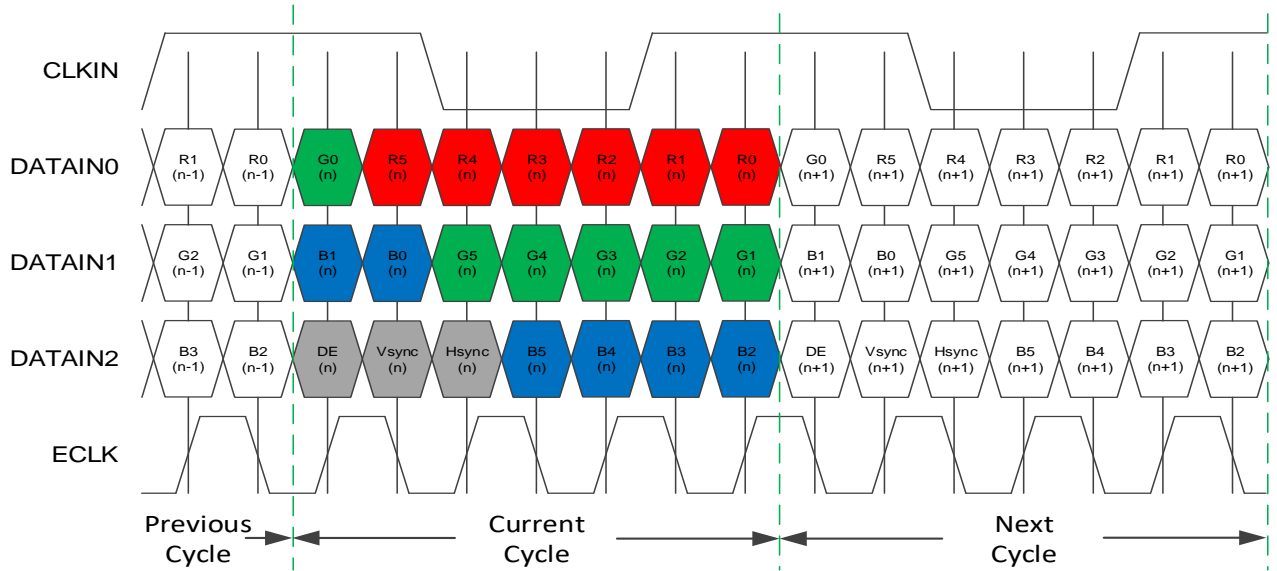 CLKIN
DATAIN0
R1 R0 G0 R5 R4 R3 R2 R1 R0 G0 R5 R4 R3 R2 R1 R0
(n-1) (n-1) (n) (n) (n) (n) (n) (n) (n) (n+1) (n+1) (n+1) (n+1) (n+1) (n+1) (n+1)
DATAIN1
G2 G1 B1 B0 G5 G4 G3 G2 G1 B1 B0 G5 G4 G3 G2 G1
(n-1) (n-1) (n) (n) (n) (n) (n) (n) (n) (n+1) (n+1) (n+1) (n+1) (n+1) (n+1) (n+1)
DATAIN2
B3 B2 DE Vsync Hsync B5 B4 B3 B2 DE Vsync Hsync B5 B4 B3 B2
(n-1) (n-1) (n) (n) (n) (n) (n) (n) (n) (n+1) (n+1) (n+1) (n+1) (n+1) (n+1) (n+1)
ECLK
Previous Current Next
Cycle Cycle Cycle